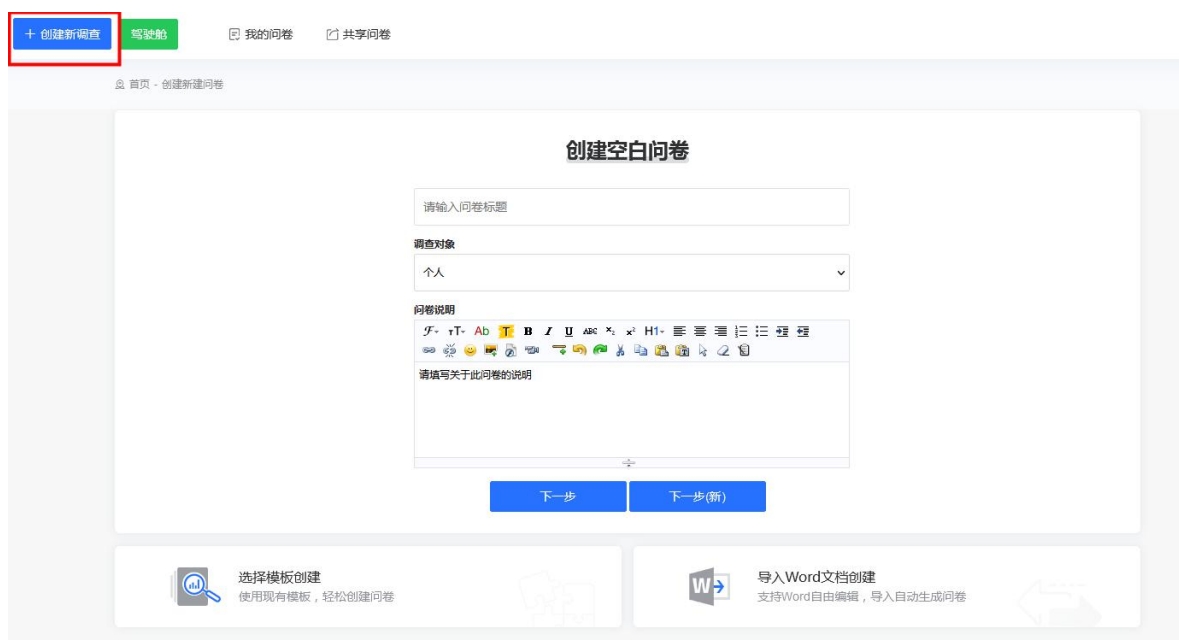 + 创建新调查 驾驶舱 我的问卷 共享问卷
首页 - 创建新建问卷
创建空白问卷
请输入问卷标题
调查对象
个人
问卷说明
F TT Ab T B I U ABC X₂ x² H1
请填写关于此问卷的说明
下一步 下一步(新)
选择模板创建
使用现有模板，轻松创建问卷
W 导入Word文档创建
支持Word自由编辑，导入自动生成问卷